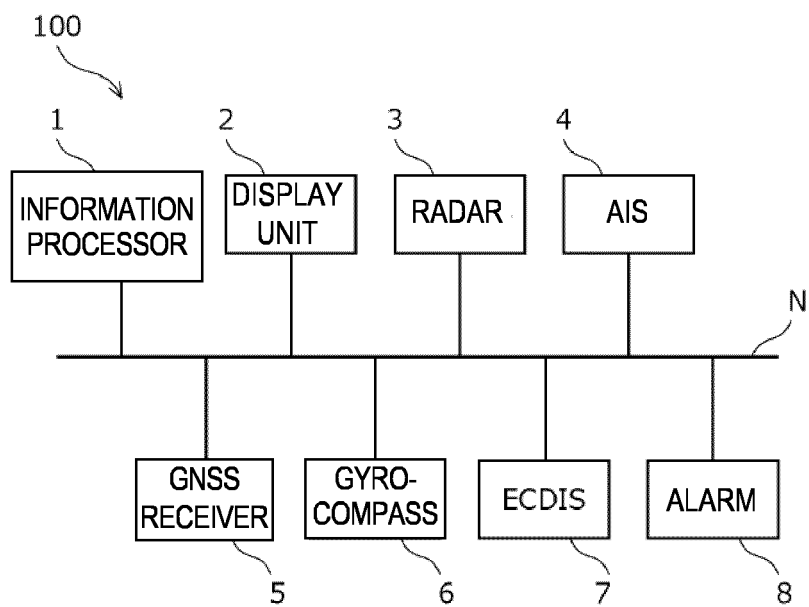 100
1
2
3
4
INFORMATION
PROCESSOR
DISPLAY
UNIT
RADAR
AIS
N
GNSS
RECEIVER
GYRO-
COMPASS
ECDIS
ALARM
5
6
7
8